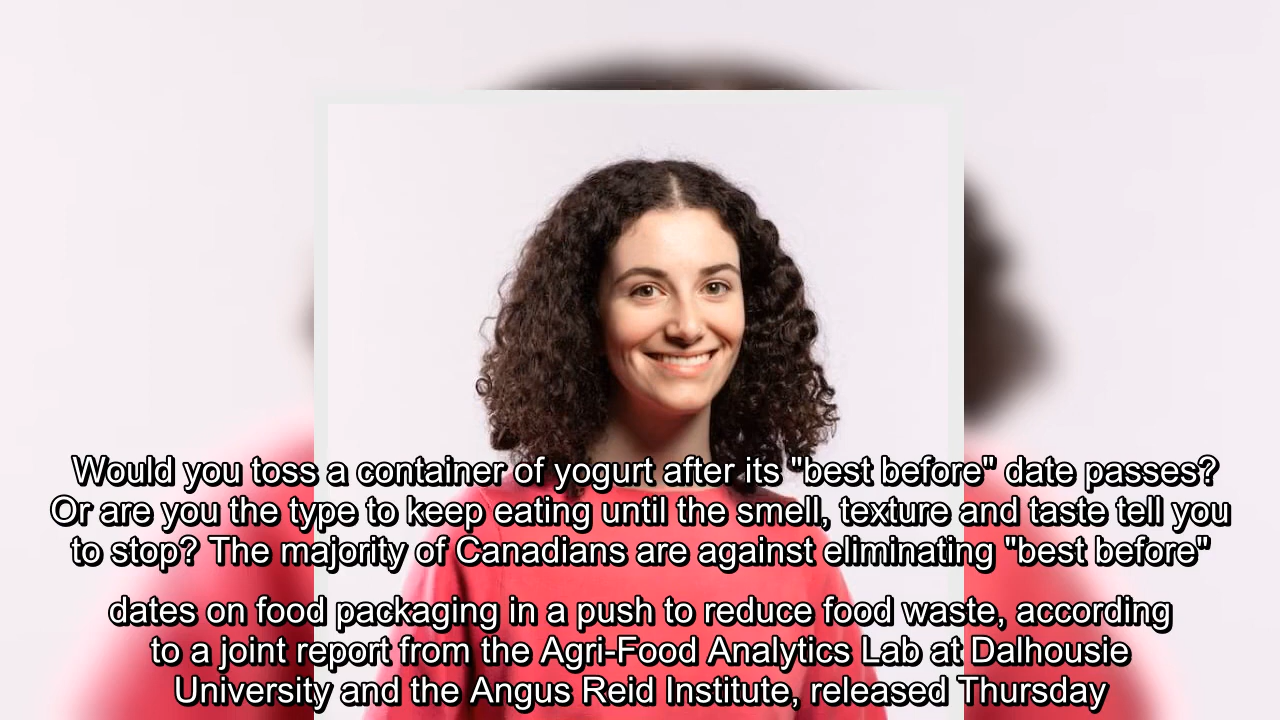 Would you toss a container of yogurt after its "best before" date passes?
Or are you the type to keep eating until the smell, texture and taste tell you
to stop? The majority of Canadians are against eliminating "best before"
dates on food packaging in a push to reduce food waste, according
to a joint report from the Agri-Food Analytics Lab at Dalhousie
University and the Angus Reid Institute, released Thursday